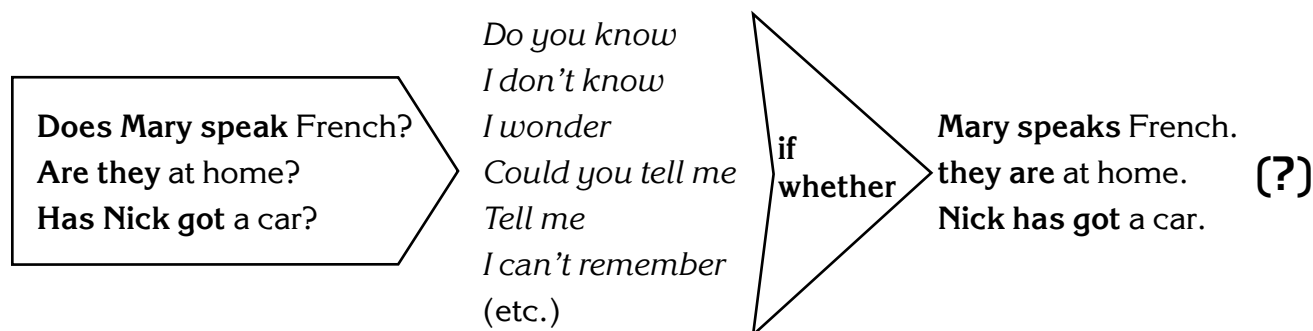 Does Mary speak French?
Are they at home?
Has Nick got a car?
Do you know
I don't know
I wonder
Could you tell me
Tell me
I can't remember
(etc.)
if
whether
Mary speaks French.
they are at home.
Nick has got a car.
(?)